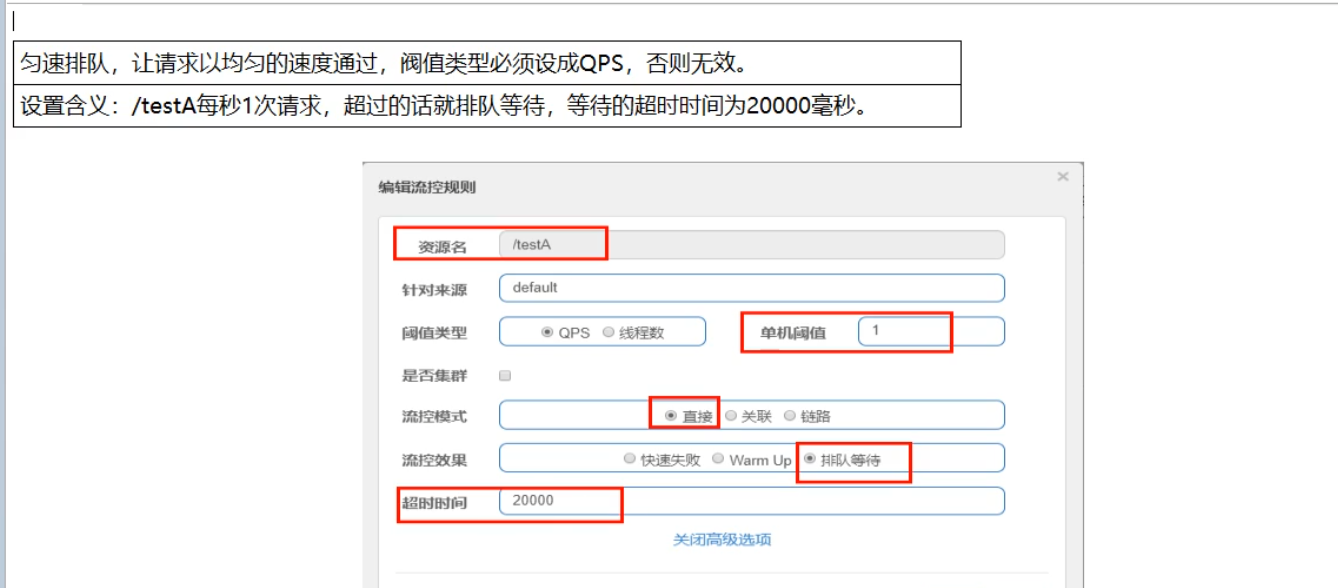 匀速排队，让请求以均匀的速度通过，阀值类型必须设成QPS，否则无效。
设置含义：/testA每秒1次请求，超过的话就排队等待，等待的超时时间为20000毫秒。
编辑流控规则 ×
资源名 /testA
针对来源 default
阈值类型 QPS 线程数 单机阈值 1
是否集群
流控模式 直接 关联 链路
流控效果 快速失败 Warm Up 排队等待
超时时间 20000
关闭高级选项